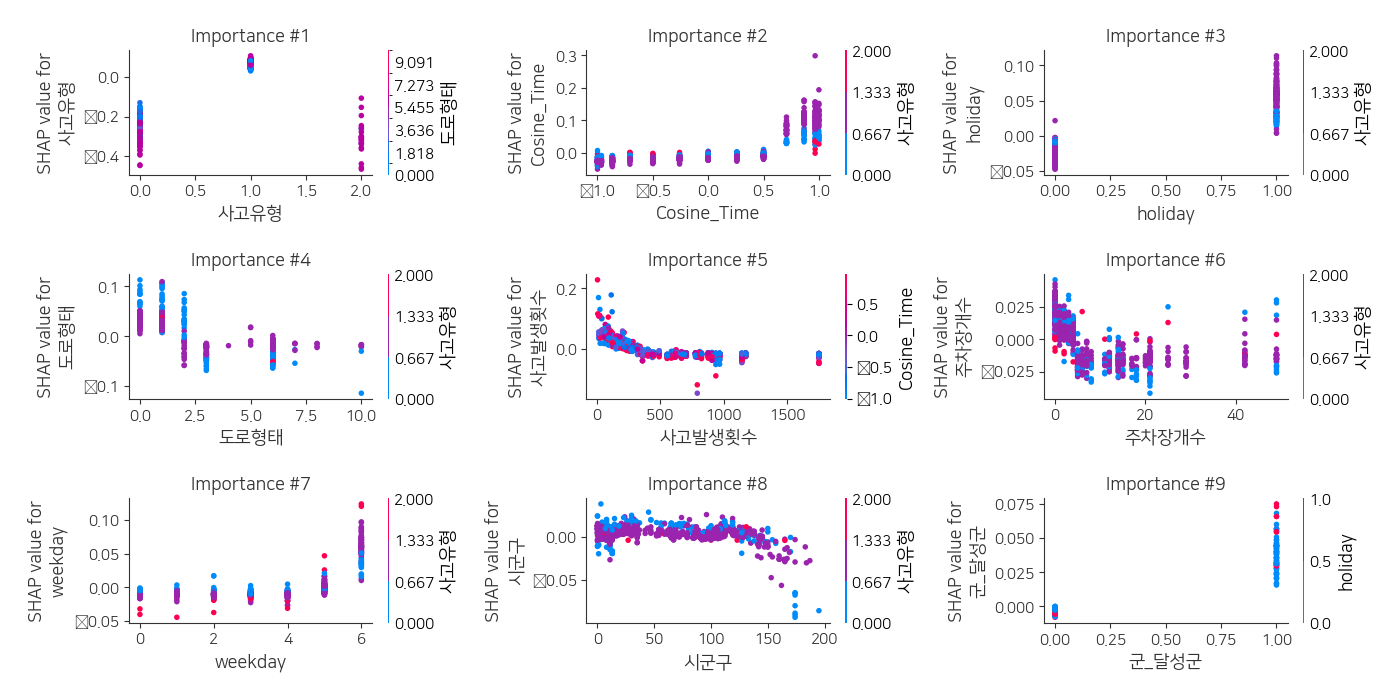 Importance #1
SHAP value for
사고유형
0.0
0.2
0.4
0.0
0.5
1.0
1.5
2.0
사고유형
9.091
7.273
5.455
3.636
1.818
0.000
도로형태
Importance #2
SHAP value for
Cosine_Time
0.3
0.2
0.1
0.0
1.0
0.5
0.0
0.5
1.0
Cosine_Time
2.000
1.333
0.667
0.000
사고유형
Importance #3
SHAP value for
holiday
0.10
0.05
0.00
0.05
0.00
0.25
0.50
0.75
1.00
holiday
2.000
1.333
0.667
0.000
사고유형
Importance #4
SHAP value for
도로형태
0.1
0.0
0.1
0.0
2.5
5.0
7.5
10.0
도로형태
2.000
1.333
0.667
0.000
사고유형
Importance #5
SHAP value for
사고발생횟수
0.2
0.0
0
500
1000
1500
사고발생횟수
0.5
0.0
0.5
1.0
Cosine_Time
Importance #6
SHAP value for
주차장개수
0.025
0.000
0.025
0
20
40
주차장개수
2.000
1.333
0.667
0.000
사고유형
Importance #7
SHAP value for
weekday
0.10
0.05
0.00
0.05
0
2
4
6
weekday
2.000
1.333
0.667
0.000
사고유형
Importance #8
SHAP value for
시군구
0.00
0.05
0
50
100
150
200
시군구
2.000
1.333
0.667
0.000
사고유형
Importance #9
SHAP value for
군_달성군
0.075
0.050
0.025
0.000
0.00
0.25
0.50
0.75
1.00
군_달성군
1.0
0.5
0.0
holiday